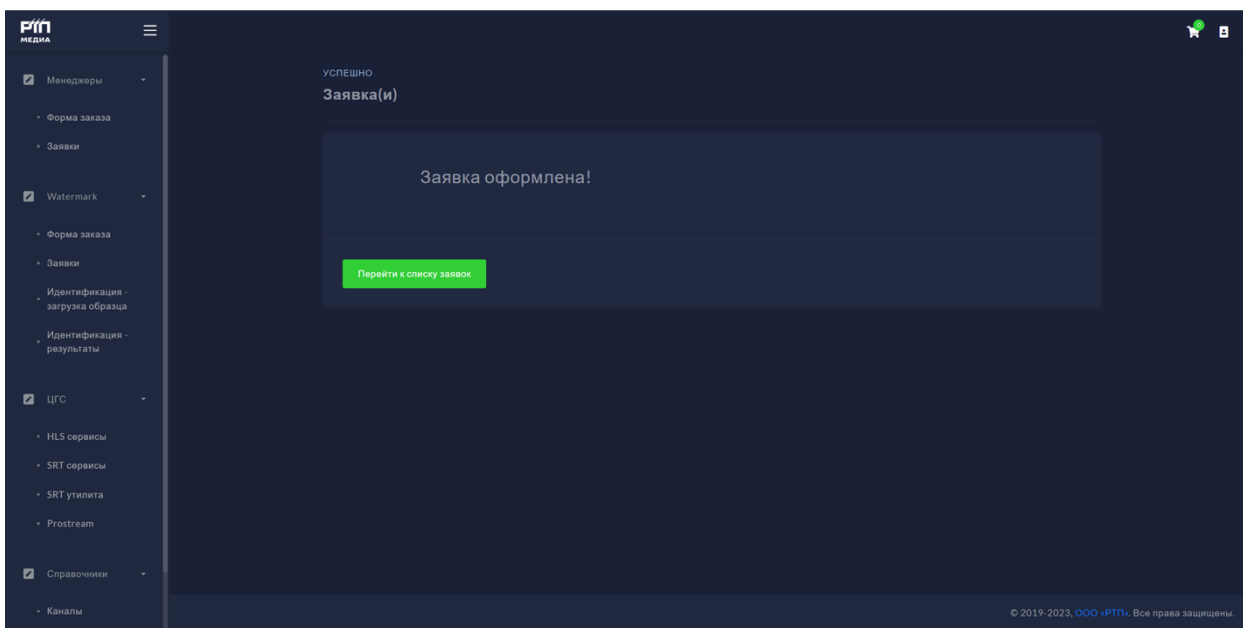 РТП
МЕДИА
0
Менеджеры
Форма заказа
Заявки
Watermark
Форма заказа
Заявки
Идентификация -
загрузка образца
Идентификация -
результаты
ЦГС
HLS сервисы
SRT сервисы
SRT утилита
Prostream
Справочники
Каналы
УСПЕШНО
Заявка(и)
Заявка оформлена!
Перейти к списку заявок
© 2019-2023, ООО «РТП». Все права защищены.